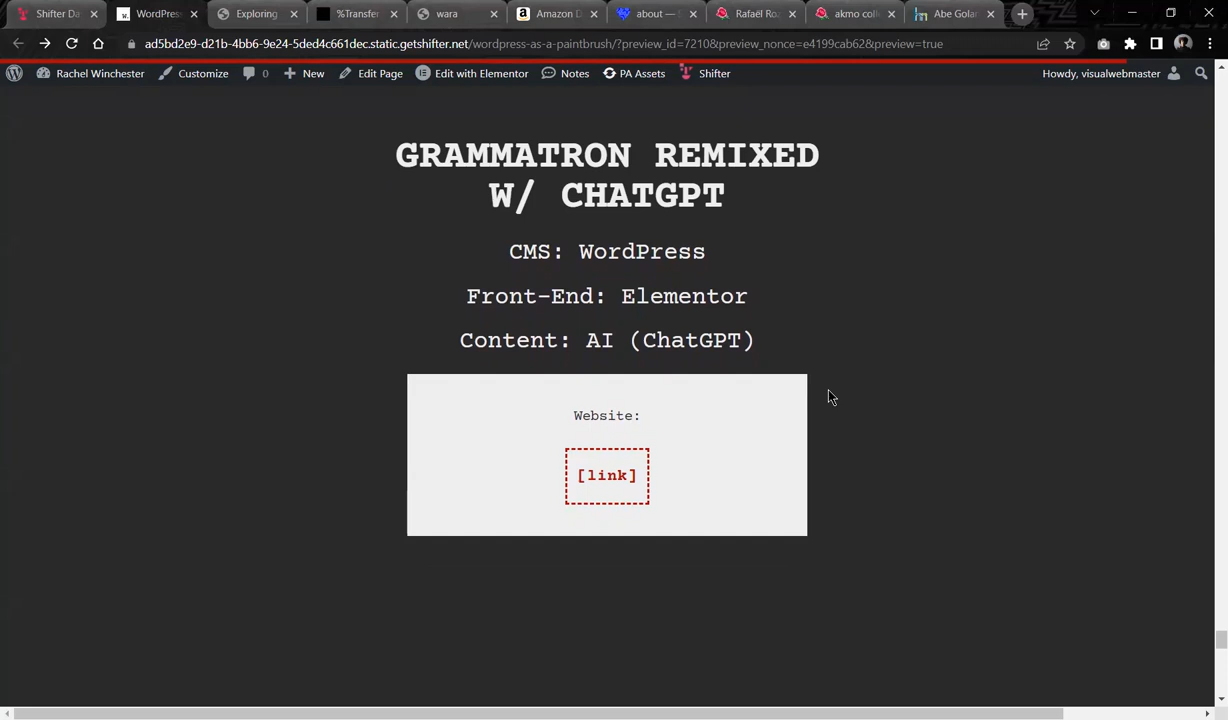 Shifter Da
WordPress
Exploring
%Transfer
wara
Amazon D
about — S
Rafaël Roz
akmo coll
Abe Golan
ad5bd2e9-d21b-4bb6-9e24-5ded4c661dec.static.getshifter.net/wordpress-as-a-paintbrush/?preview_id=7210&preview_nonce=e4199cab62&preview=true
Rachel Winchester
Customize
0
New
Edit Page
Edit with Elementor
Notes
PA Assets
Shifter
Howdy, visualwebmaster
GRAMMATRON REMIXED
W/ CHATGPT
CMS: WordPress
Front-End: Elementor
Content: AI (ChatGPT)
Website:
[link]